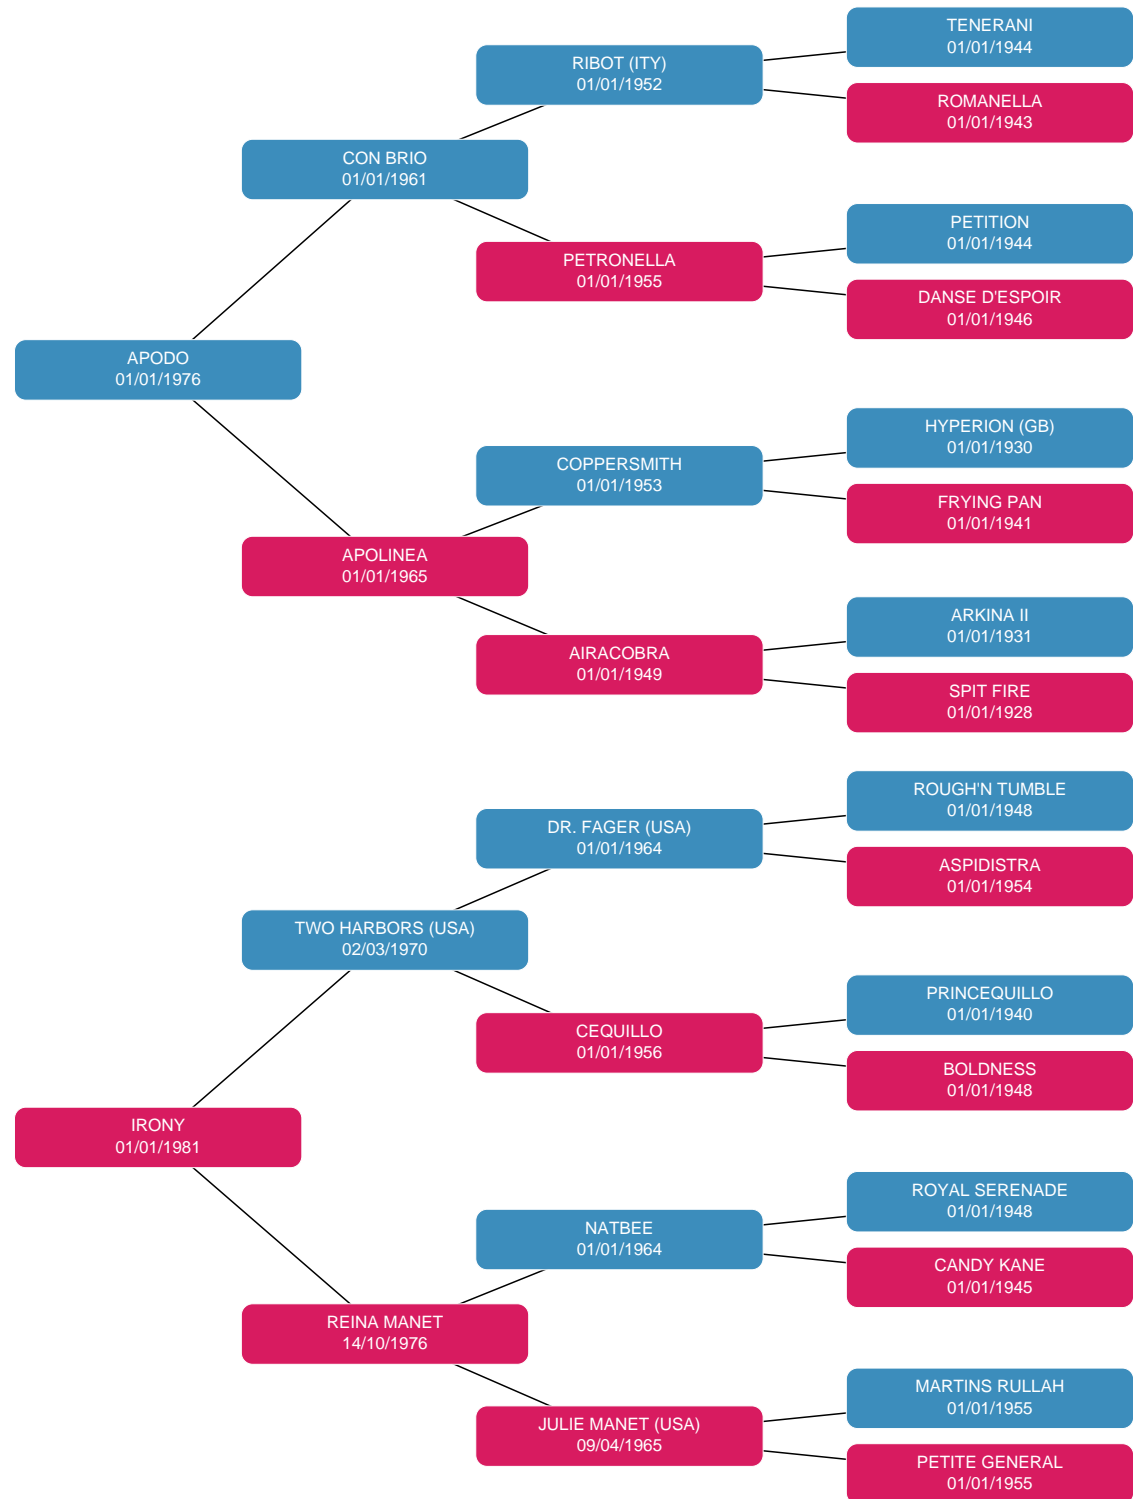 TENERANI
01/01/1944
RIBOT (ITY)
01/01/1952
ROMANELLA
01/01/1943
CON BRIO
01/01/1961
PETITION
01/01/1944
PETRONELLA
01/01/1955
DANSE D'ESPOIR
01/01/1946
APODO
01/01/1976
HYPERION (GB)
01/01/1930
COPPERSMITH
01/01/1953
FRYING PAN
01/01/1941
APOLINEA
01/01/1965
ARKINA II
01/01/1931
AIRACOBRA
01/01/1949
SPIT FIRE
01/01/1928
ROUGH'N TUMBLE
01/01/1948
DR. FAGER (USA)
01/01/1964
ASPIDISTRA
01/01/1954
TWO HARBORS (USA)
02/03/1970
PRINCEQUILLO
01/01/1940
CEQUILLO
01/01/1956
BOLDNESS
01/01/1948
IRONY
01/01/1981
ROYAL SERENADE
01/01/1948
NATBEE
01/01/1964
CANDY KANE
01/01/1945
REINA MANET
14/10/1976
MARTINS RULLAH
01/01/1955
JULIE MANET (USA)
09/04/1965
PETITE GENERAL
01/01/1955